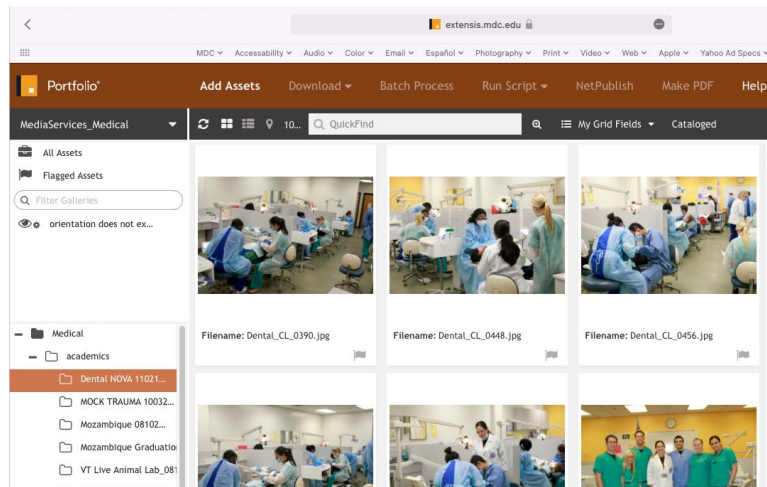 extensis.mdc.edu
MDC Accessability Audio Color Email Español Photography Print Video Web Apple Yahoo Ad Specs
Portfolio® Add Assets Download Batch Process Run Script NetPublish Make PDF Help
MediaServices_Medical 10... QuickFind My Grid Fields Cataloged
All Assets
Flagged Assets
Filter Galleries
orientation does not ex...
Filename: Dental_CL_0390.jpg Filename: Dental_CL_0448.jpg Filename: Dental_CL_0456.jpg
Medical
academics
Dental NOVA 11021...
MOCK TRAUMA 10032...
Mozambique 08102...
Mozambique Graduation
VT Live Animal Lab_081